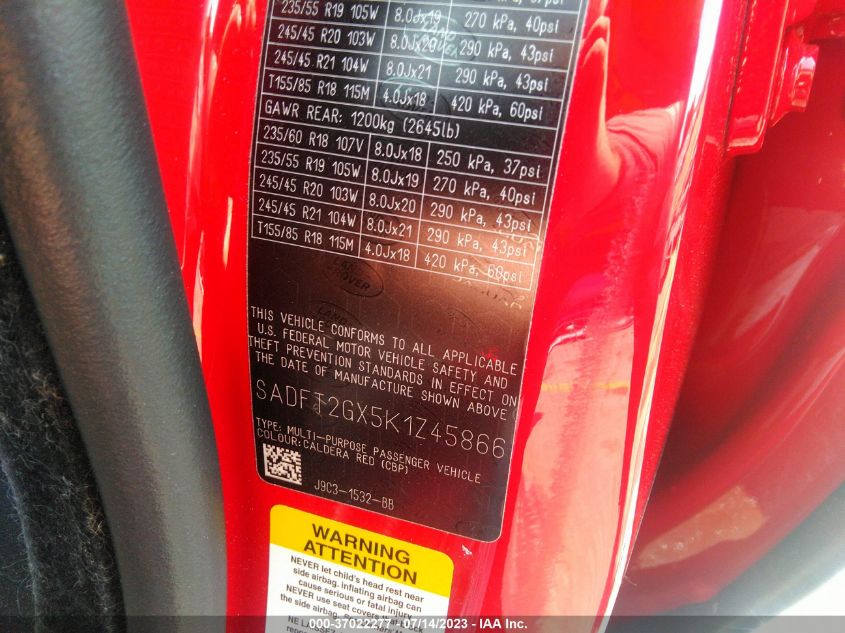 235/55 R19 105W 8.0Jx19 270 kPa, 40psi
245/45 R20 103W 8.0Jx20 290 kPa, 43psi
245/45 R21 104W 8.0Jx21 290 kPa, 43psi
T155/85 R18 115M 4.0Jx18 420 kPa, 60psi
GAWR REAR: 1200kg (2645lb)
235/60 R18 107V 8.0Jx18 250 kPa, 37psi
235/55 R19 105W 8.0Jx19 270 kPa, 40psi
245/45 R20 103W 8.0Jx20 290 kPa, 43psi
245/45 R21 104W 8.0Jx21 290 kPa, 43psi
T155/85 R18 115M 4.0Jx18 420 kPa, 60psi
LAND ROVER
JAGUAR
THIS VEHICLE CONFORMS TO ALL APPLICABLE
U.S. FEDERAL MOTOR VEHICLE SAFETY AND
THEFT PREVENTION STANDARDS IN EFFECT ON
THE DATE OF MANUFACTURE SHOWN ABOVE
SADFT2GX5K1Z45866
TYPE: MULTI-PURPOSE PASSENGER VEHICLE
COLOUR:CALDERA RED (CBP)
J9C3-1532-BB
WARNING
ATTENTION
NEVER let child's head rest near
side airbag, inflating airbag can
cause serious or fatal injury
NEVER use seat covers that block
the side airbag.
000-37022277 - 07/14/2023 - IAA Inc.